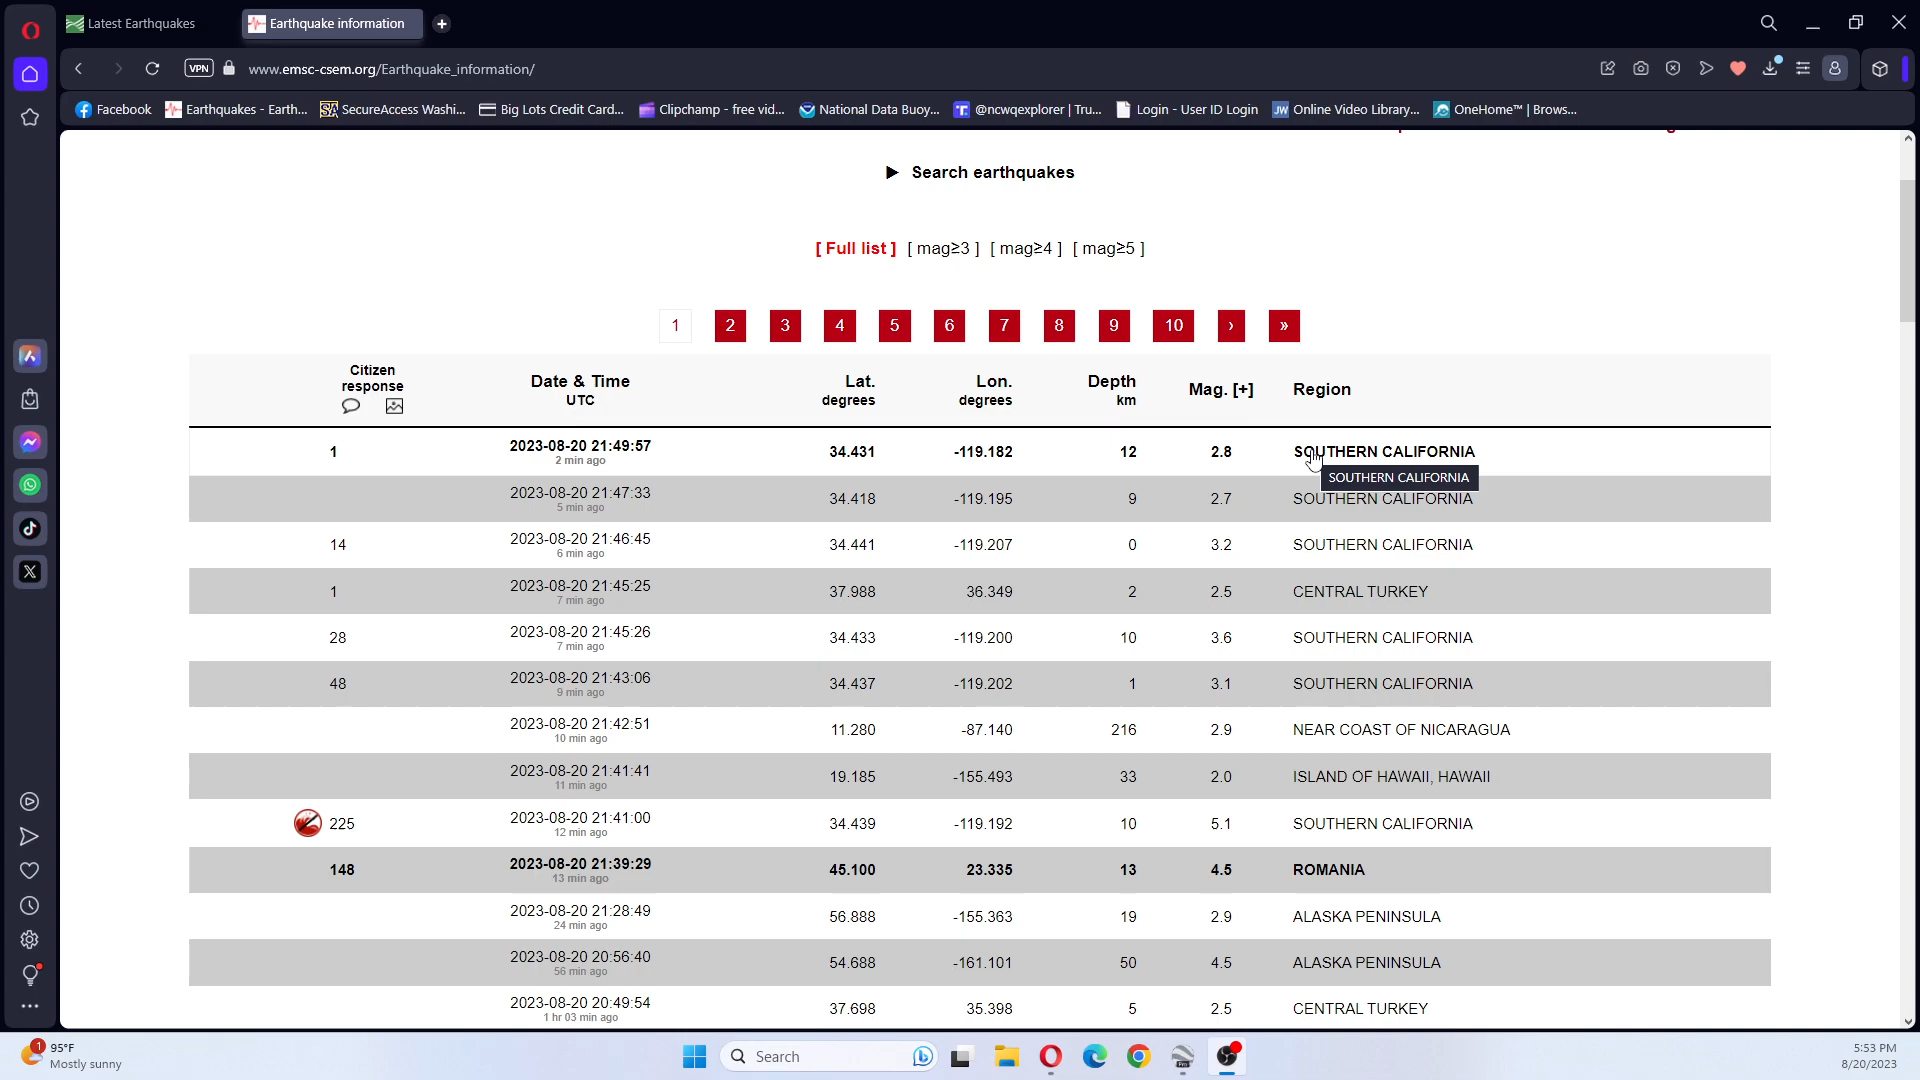 Latest Earthquakes
Earthquake information
VPN
www.emsc-csem.org/Earthquake_information/
Facebook Earthquakes - Earth... SecureAccess Washi... Big Lots Credit Card... Clipchamp - free vid... National Data Buoy... @ncwqexplorer | Tru... Login - User ID Login JW Online Video Library... OneHome™ | Brows...
▶ Search earthquakes
[ Full list ] [ mag≥3 ] [ mag≥4 ] [ mag≥5 ]
1 2 3 4 5 6 7 8 9 10 › »
Citizen response Date & Time UTC Lat. degrees Lon. degrees Depth km Mag. [+] Region
1 2023-08-20 21:49:57 34.431 -119.182 12 2.8 SOUTHERN CALIFORNIA
2 min ago
SOUTHERN CALIFORNIA
2023-08-20 21:47:33 34.418 -119.195 9 2.7 SOUTHERN CALIFORNIA
5 min ago
14 2023-08-20 21:46:45 34.441 -119.207 0 3.2 SOUTHERN CALIFORNIA
6 min ago
1 2023-08-20 21:45:25 37.988 36.349 2 2.5 CENTRAL TURKEY
7 min ago
28 2023-08-20 21:45:26 34.433 -119.200 10 3.6 SOUTHERN CALIFORNIA
7 min ago
48 2023-08-20 21:43:06 34.437 -119.202 1 3.1 SOUTHERN CALIFORNIA
9 min ago
2023-08-20 21:42:51 11.280 -87.140 216 2.9 NEAR COAST OF NICARAGUA
10 min ago
2023-08-20 21:41:41 19.185 -155.493 33 2.0 ISLAND OF HAWAII, HAWAII
11 min ago
225 2023-08-20 21:41:00 34.439 -119.192 10 5.1 SOUTHERN CALIFORNIA
12 min ago
148 2023-08-20 21:39:29 45.100 23.335 13 4.5 ROMANIA
13 min ago
2023-08-20 21:28:49 56.888 -155.363 19 2.9 ALASKA PENINSULA
24 min ago
2023-08-20 20:56:40 54.688 -161.101 50 4.5 ALASKA PENINSULA
56 min ago
2023-08-20 20:49:54 37.698 35.398 5 2.5 CENTRAL TURKEY
1 hr 03 min ago
1
95°F
Mostly sunny
Search
5:53 PM
8/20/2023